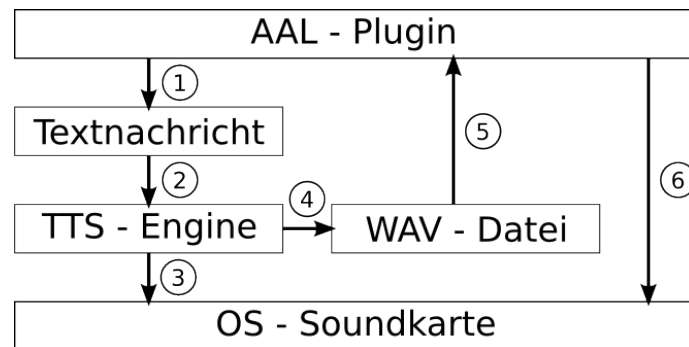 AAL - Plugin
1
Textnachricht
5
2
6
4
TTS - Engine
WAV - Datei
3
OS - Soundkarte